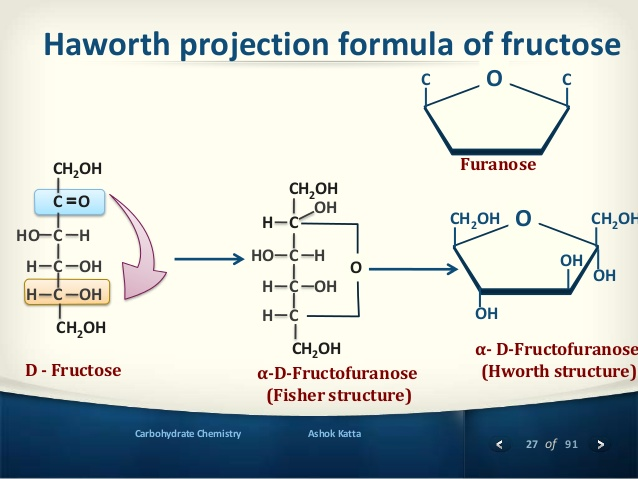 Haworth projection formula of fructose
C O C
Furanose
CH₂OH
C=O
HO C H
H C OH
H C OH
CH₂OH
D - Fructose
CH₂OH
OH
H C
HO C H
H C OH
H C
O
CH₂OH
α-D-Fructofuranose
(Fisher structure)
CH₂OH O CH₂OH
OH
OH
OH
α- D-Fructofuranose
(Hworth structure)
Carbohydrate Chemistry Ashok Katta
< 27 of 91 >